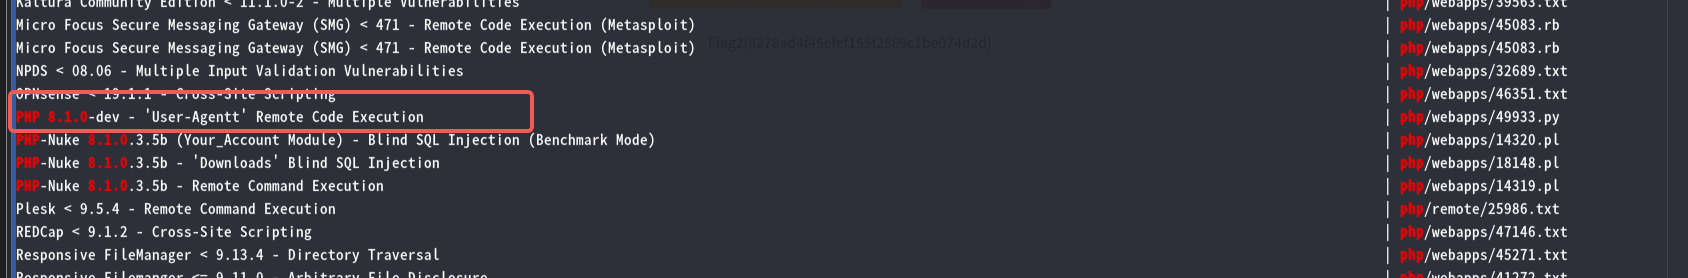 Kaltura Community Edition < 11.1.0-2 - Multiple Vulnerabilities | php/webapps/39563.txt
Micro Focus Secure Messaging Gateway (SMG) < 471 - Remote Code Execution (Metasploit) | php/webapps/45083.rb
Flag2{8278ad4f45efef155f2569c1be074d2d}
Micro Focus Secure Messaging Gateway (SMG) < 471 - Remote Code Execution (Metasploit) | php/webapps/45083.rb
NPDS < 08.06 - Multiple Input Validation Vulnerabilities | php/webapps/32689.txt
OPNsense < 19.1.1 - Cross-Site Scripting | php/webapps/46351.txt
PHP 8.1.0-dev - 'User-Agentt' Remote Code Execution | php/webapps/49933.py
PHP-Nuke 8.1.0.3.5b (Your_Account Module) - Blind SQL Injection (Benchmark Mode) | php/webapps/14320.pl
PHP-Nuke 8.1.0.3.5b - 'Downloads' Blind SQL Injection | php/webapps/18148.pl
PHP-Nuke 8.1.0.3.5b - Remote Command Execution | php/webapps/14319.pl
Plesk < 9.5.4 - Remote Command Execution | php/remote/25986.txt
REDCap < 9.1.2 - Cross-Site Scripting | php/webapps/47146.txt
Responsive FileManager < 9.13.4 - Directory Traversal | php/webapps/45271.txt
Responsive Filemanager <= 9.11.0 - Arbitrary File Disclosure | php/webapps/41272.txt